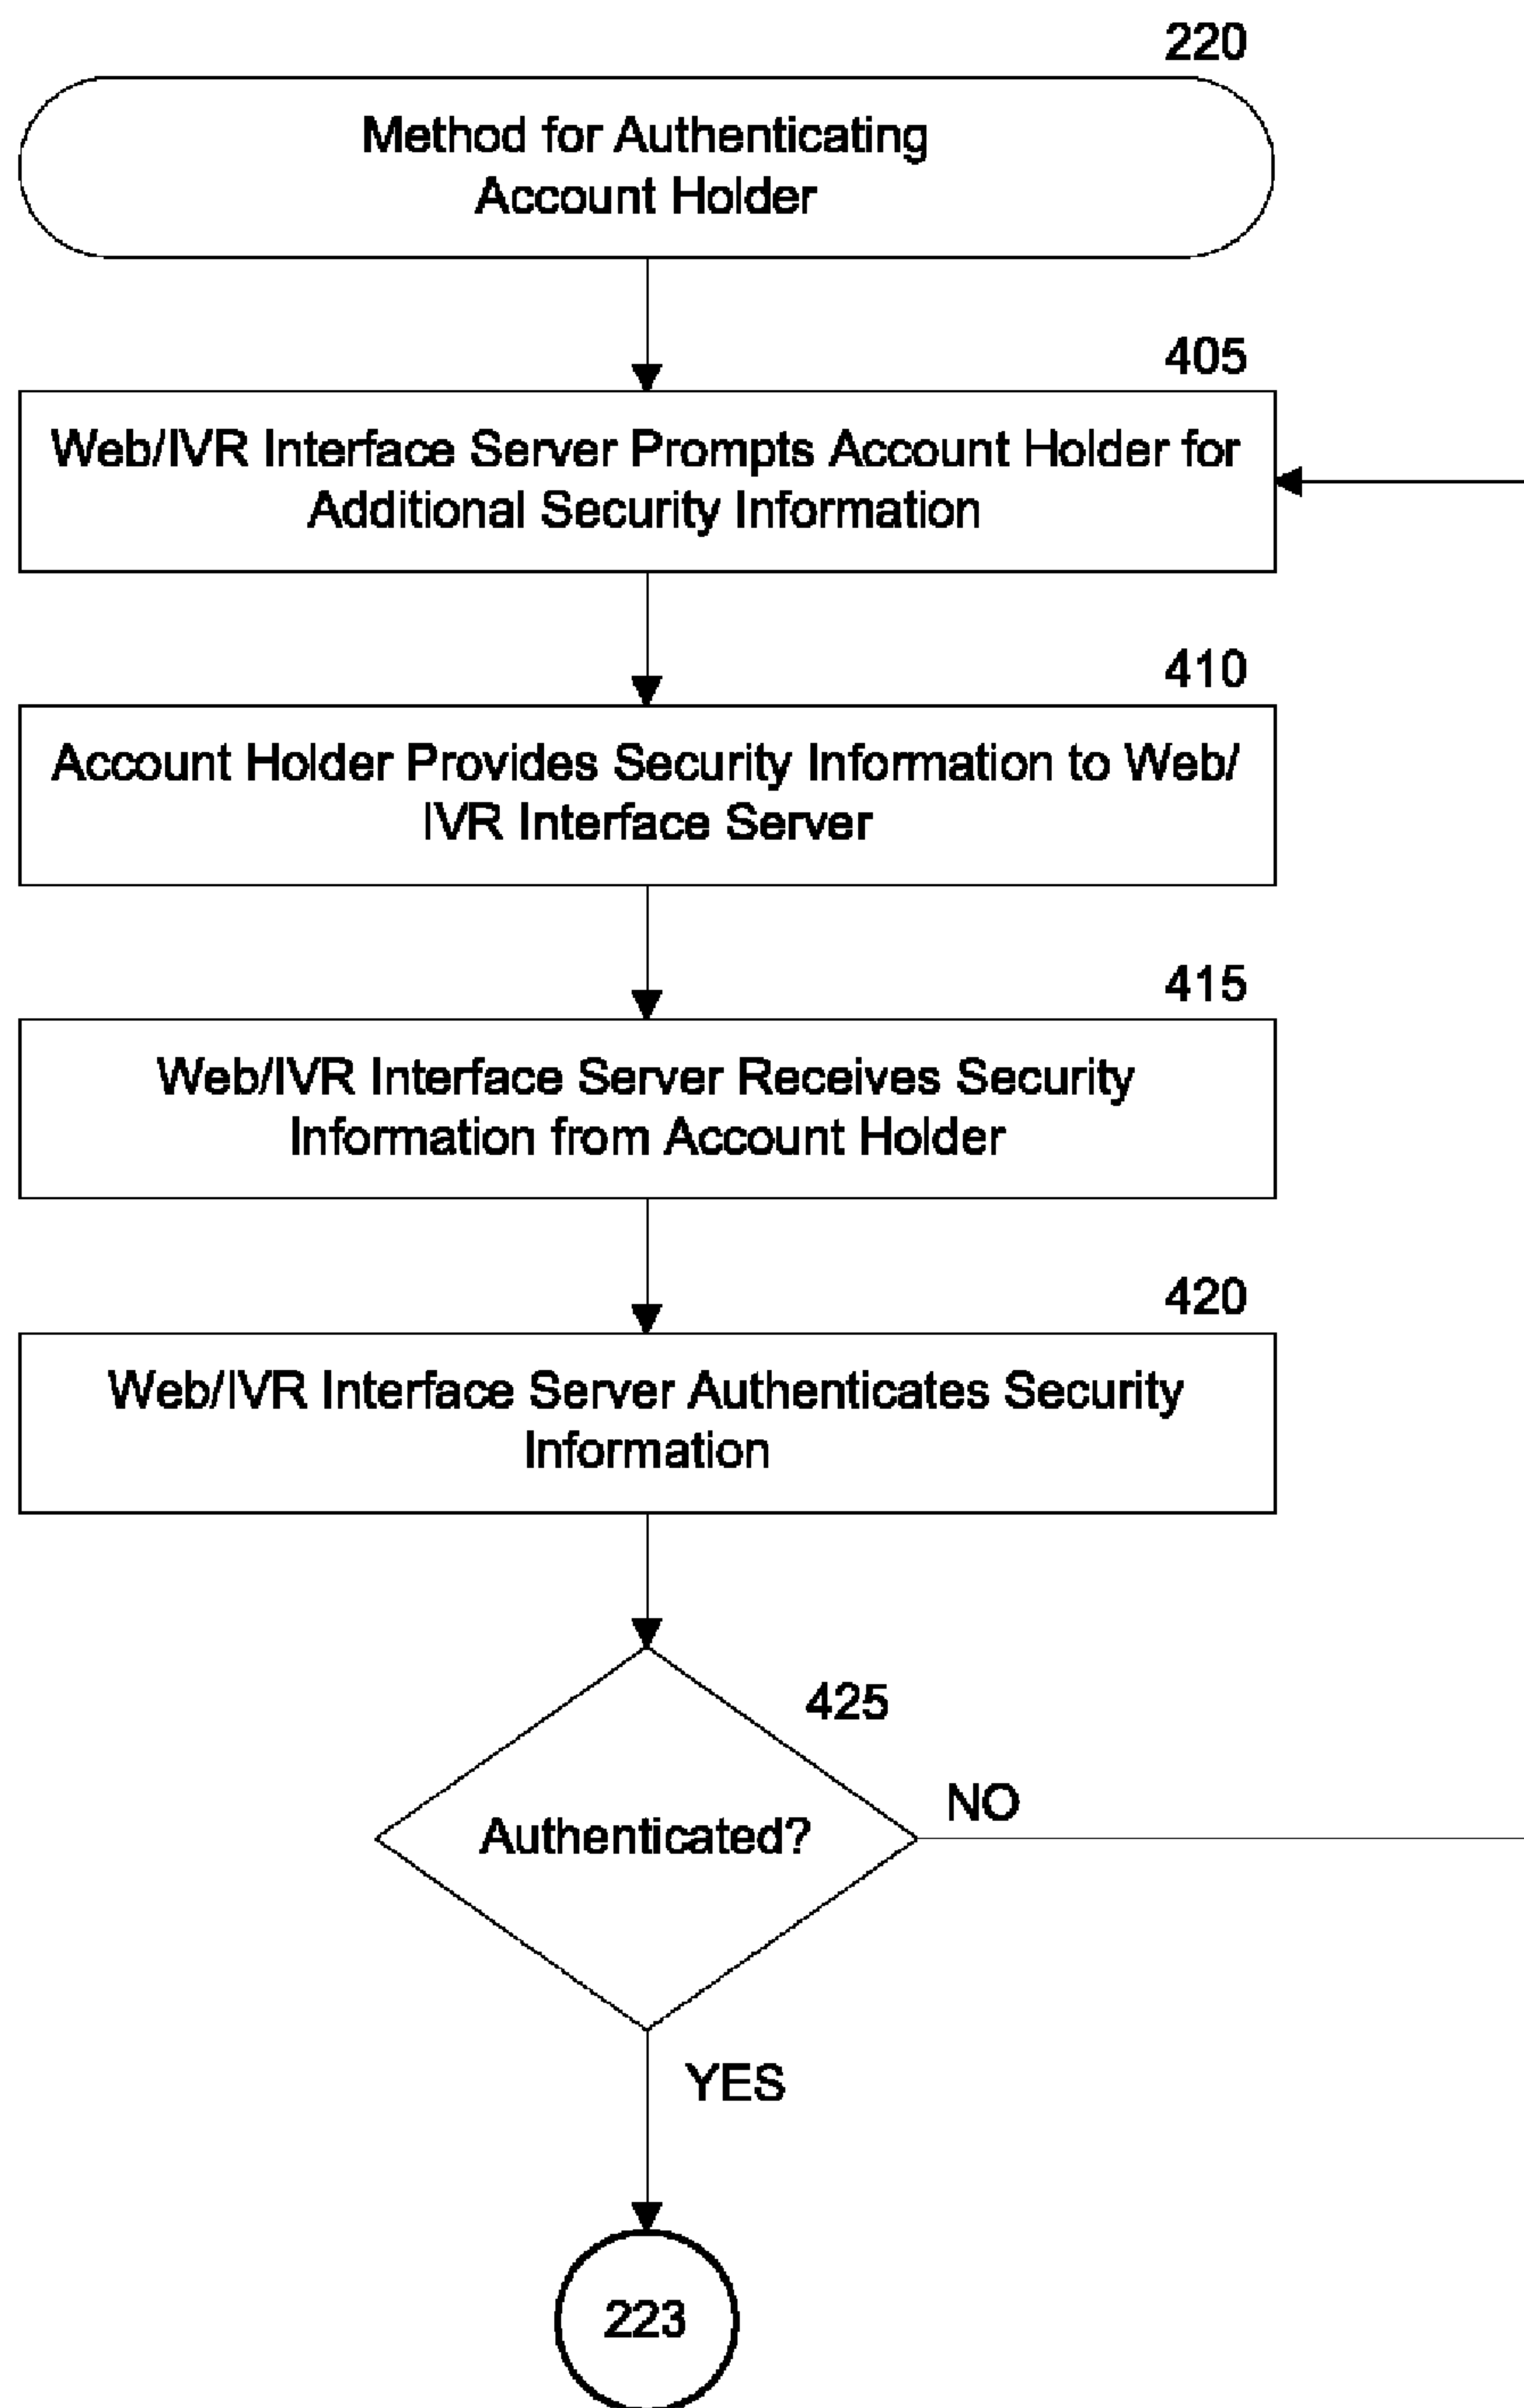 220
Method for Authenticating
Account Holder
405
Web/IVR Interface Server Prompts Account Holder for
Additional Security Information
410
Account Holder Provides Security Information to Web/
IVR Interface Server
415
Web/IVR Interface Server Receives Security
Information from Account Holder
420
Web/IVR Interface Server Authenticates Security
Information
425
Authenticated?
NO
YES
223